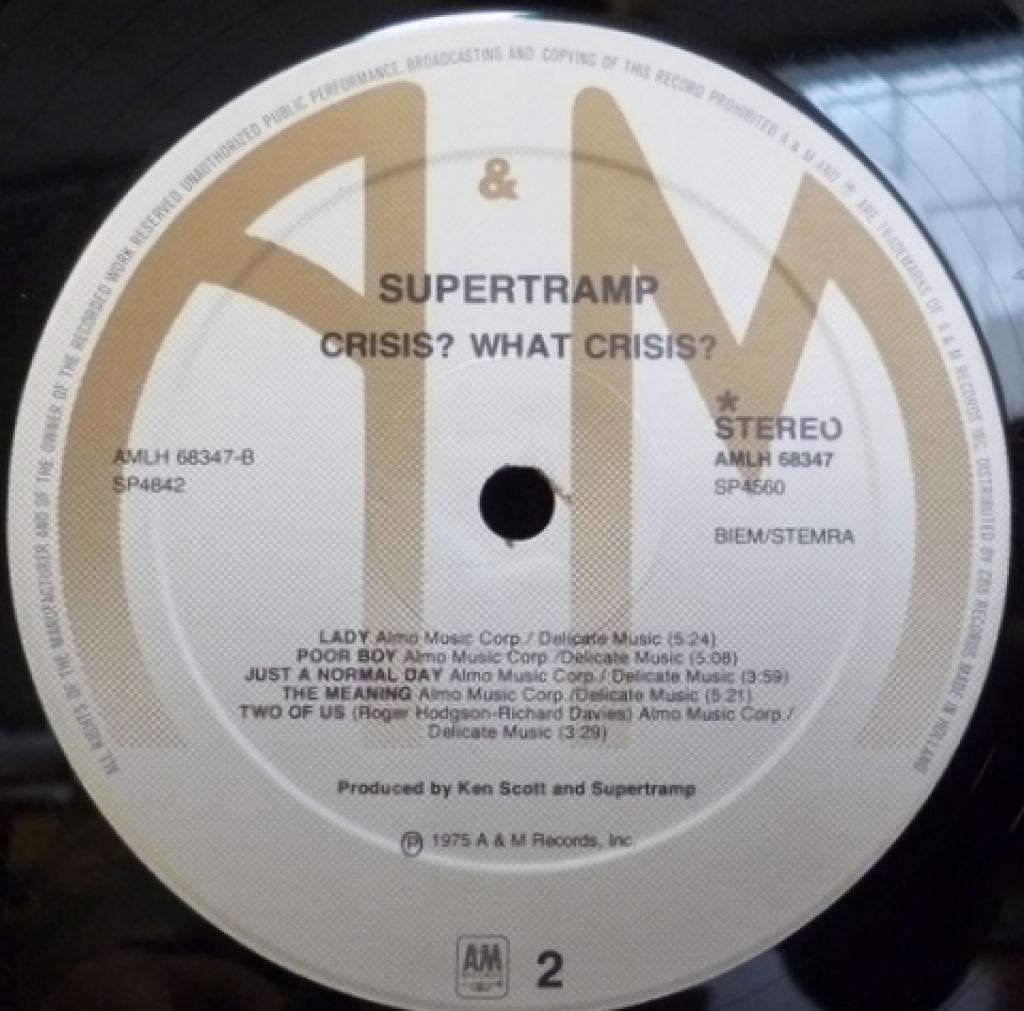 ALL RIGHTS OF THE MANUFACTURER AND OF THE OWNER OF THE RECORDED WORK RESERVED UNAUTHORIZED PUBLIC PERFORMANCE, BROADCASTING AND COPYING OF THIS RECORD PROHIBITED A & M AND ARE TRADEMARKS OF A & M RECORDS INC DISTRIBUTED BY CBS RECORDS MADE IN HOLLAND
A & M
SUPERTRAMP
CRISIS? WHAT CRISIS?
*
STEREO
AMLH 68347-B
SP4842
AMLH 68347
SP4560
BIEM/STEMRA
LADY Almo Music Corp./ Delicate Music (5:24)
POOR BOY Almo Music Corp./Delicate Music (5:08)
JUST A NORMAL DAY Almo Music Corp./ Delicate Music (3:59)
THE MEANING Almo Music Corp./Delicate Music (5:21)
TWO OF US (Roger Hodgson-Richard Davies) Almo Music Corp./
Delicate Music (3:29)
Produced by Ken Scott and Supertramp
Ⓟ 1975 A & M Records, Inc.
A&M
2